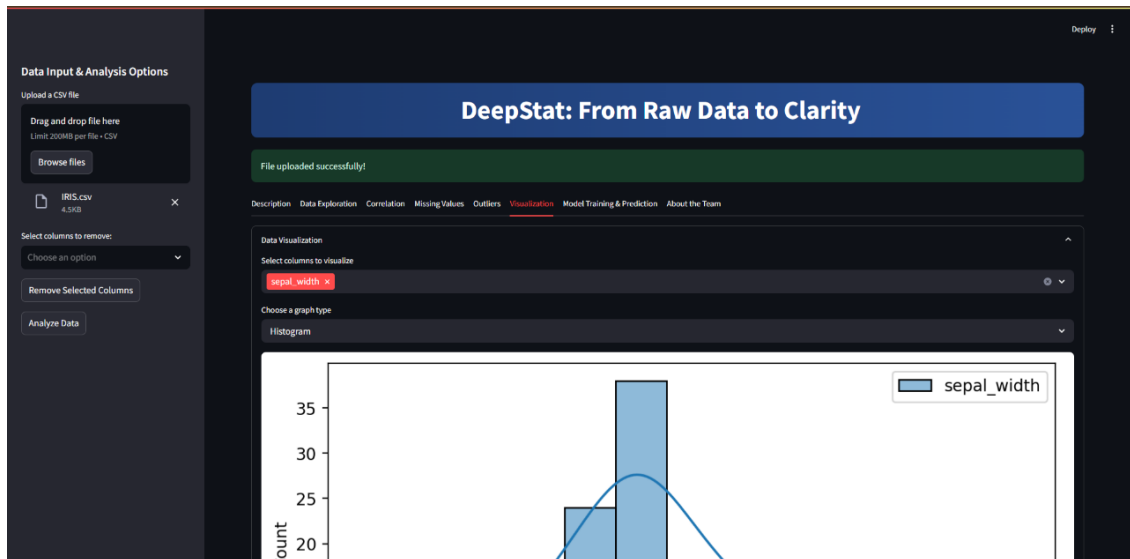 Deploy
Data Input & Analysis Options
Upload a CSV file
Drag and drop file here
Limit 200MB per file • CSV
Browse files
IRIS.csv
4.5KB
Select columns to remove:
Choose an option
Remove Selected Columns
Analyze Data
DeepStat: From Raw Data to Clarity
File uploaded successfully!
Description Data Exploration Correlation Missing Values Outliers Visualization Model Training & Prediction About the Team
Data Visualization
Select columns to visualize
sepal_width ×
Choose a graph type
Histogram
sepal_width
35
30
25
20